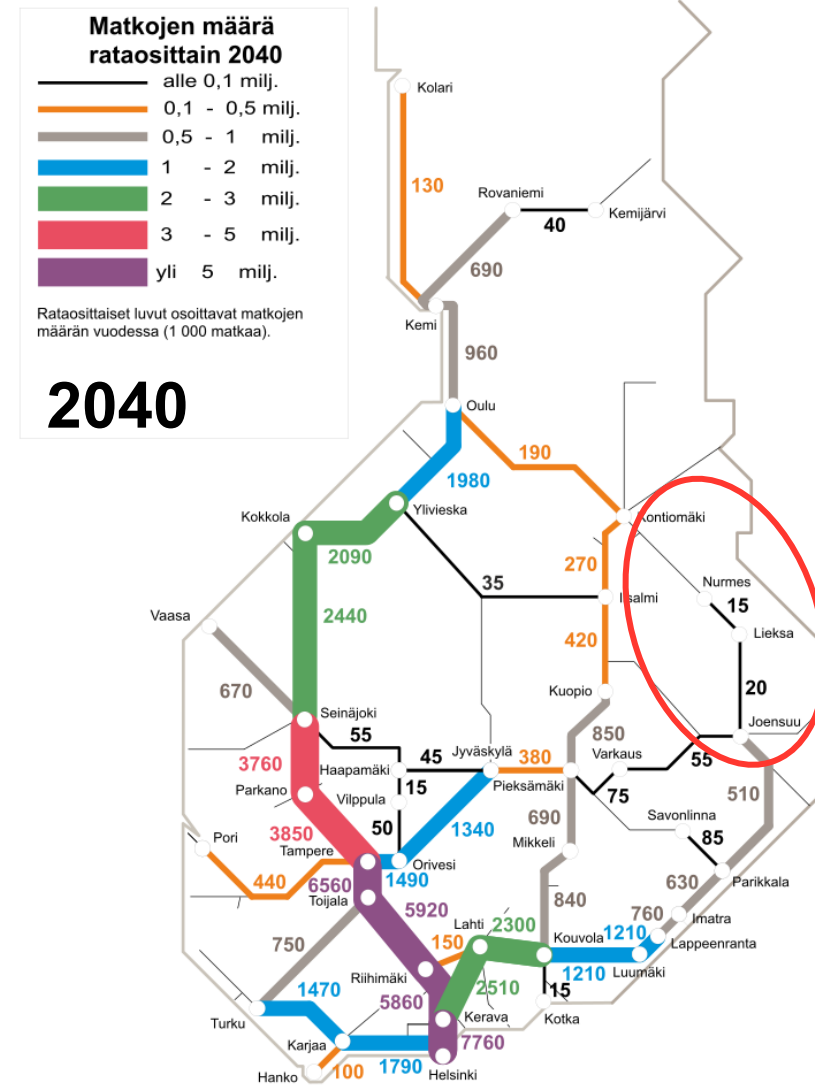 Matkojen määrä
rataosittain 2040
alle 0,1 milj.
0,1 - 0,5 milj.
0,5 - 1 milj.
1 - 2 milj.
2 - 3 milj.
3 - 5 milj.
yli 5 milj.
Rataosittaiset luvut osoittavat matkojen
määrän vuodessa (1 000 matkaa).
2040
Kolari
130
Rovaniemi
40
Kemijärvi
690
Kemi
960
Oulu
190
1980
Ylivieska
Kokkola
2090
Kontiomäki
270
35
Iisalmi
Nurmes
15
Lieksa
Vaasa
2440
420
670
Kuopio
20
Seinäjoki
55
850
Joensuu
3760
Haapamäki
45
Jyväskylä
380
Varkaus
55
Parkano
15
Pieksämäki
75
510
Vilppula
Savonlinna
3850
50
1340
690
85
Pori
Tampere
Mikkeli
440
6560
1490
Orivesi
Parikkala
Toijala
630
5920
840
Lahti
2300
760
Imatra
750
150
Kouvola
1210
Lappeenranta
Riihimäki
1210
Luumäki
1470
2510
15
5860
Turku
Kerava
Kotka
Karjaa
7760
Hanko
100
1790
Helsinki